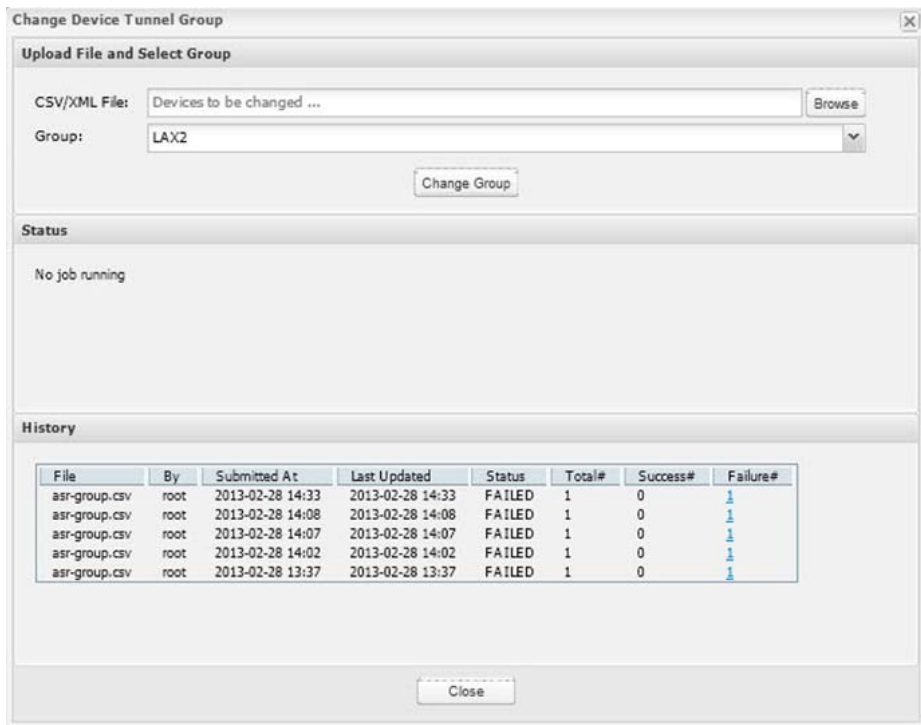 Change Device Tunnel Group
Upload File and Select Group
CSV/XML File: Devices to be changed ... Browse
Group: LAX2
Change Group
Status
No job running
History
File By Submitted At Last Updated Status Total# Success# Failure#
asr-group.csv root 2013-02-28 14:33 2013-02-28 14:33 FAILED 1 0 1
asr-group.csv root 2013-02-28 14:08 2013-02-28 14:08 FAILED 1 0 1
asr-group.csv root 2013-02-28 14:07 2013-02-28 14:07 FAILED 1 0 1
asr-group.csv root 2013-02-28 14:02 2013-02-28 14:02 FAILED 1 0 1
asr-group.csv root 2013-02-28 13:37 2013-02-28 13:37 FAILED 1 0 1
Close